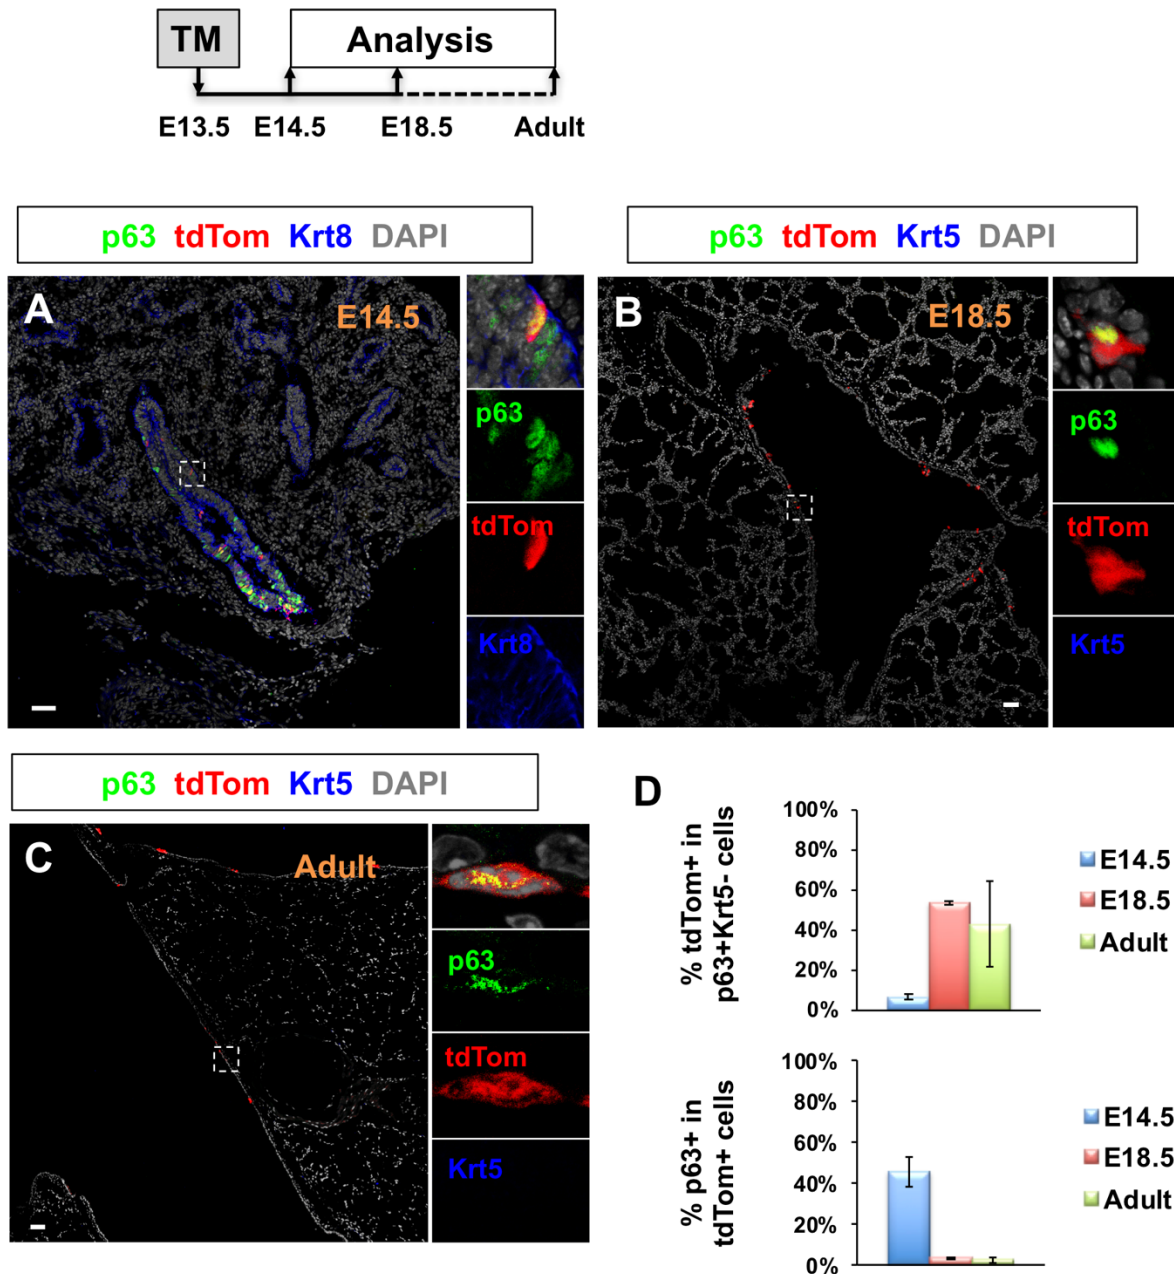 TM
Analysis
E13.5 E14.5 E18.5 Adult
p63 tdTom Krt8 DAPI
A
E14.5
p63
tdTom
Krt8
p63 tdTom Krt5 DAPI
B
E18.5
p63
tdTom
Krt5
p63 tdTom Krt5 DAPI
C
Adult
p63
tdTom
Krt5
D
% tdTom+ in
p63+Krt5- cells
100%
80%
60%
40%
20%
0%
E14.5
E18.5
Adult
% p63+ in
tdTom+ cells
100%
80%
60%
40%
20%
0%
E14.5
E18.5
Adult